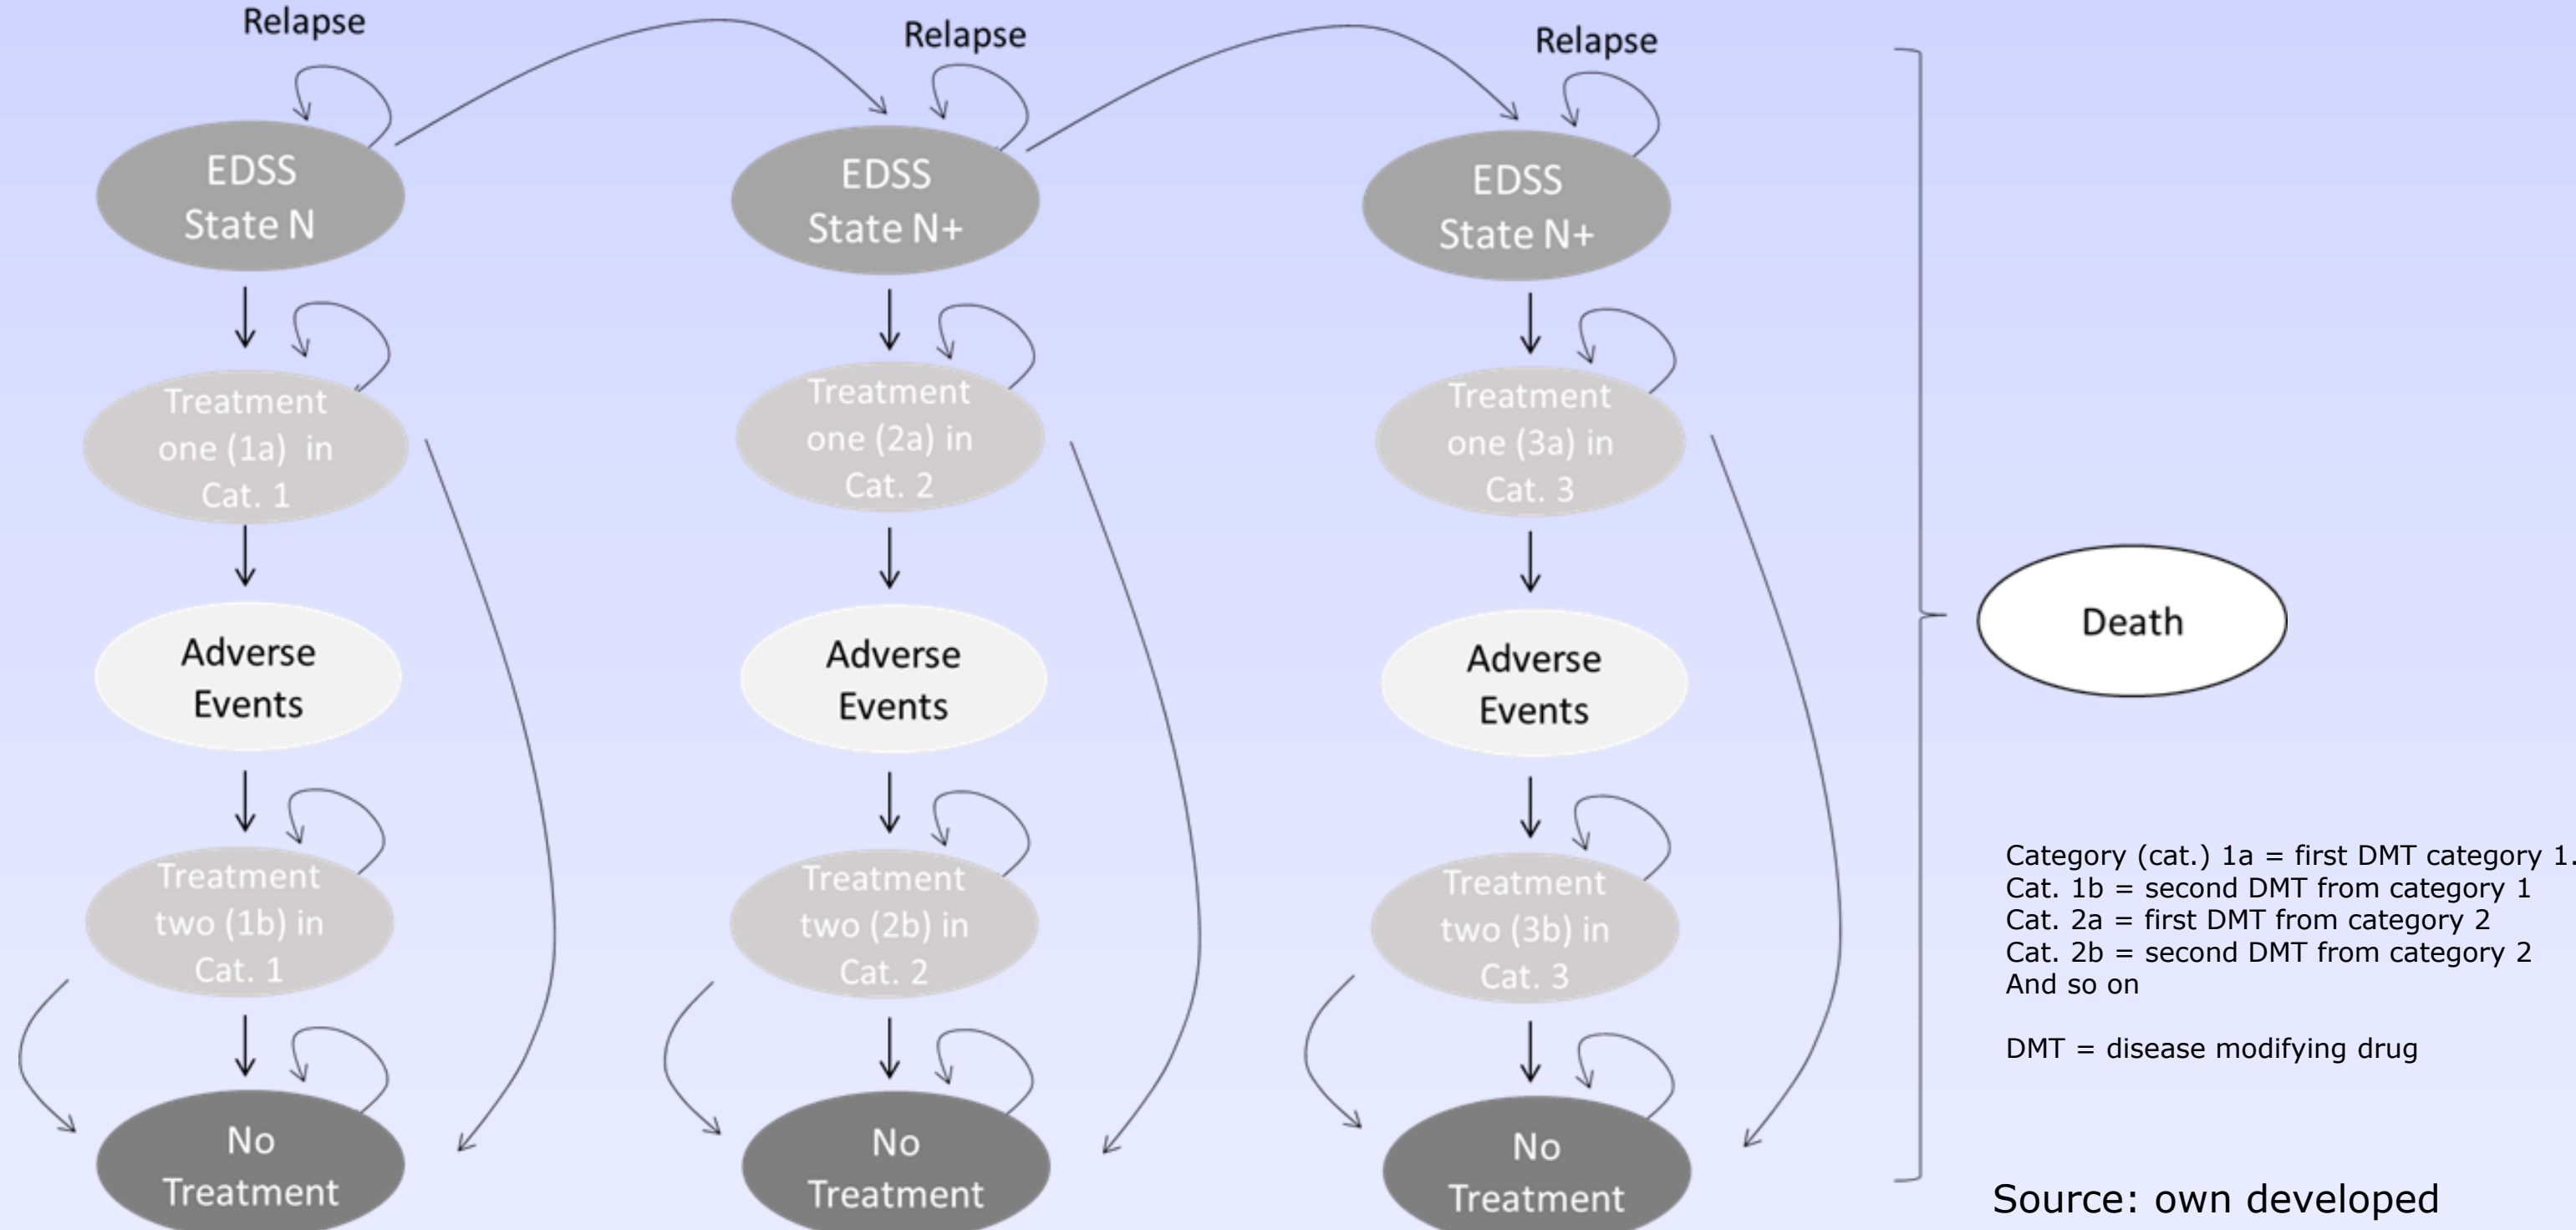 Relapse
Relapse
Relapse
EDSS
State N
EDSS
State N+
EDSS
State N+
Treatment
one (1a) in
Cat. 1
Treatment
one (2a) in
Cat. 2
Treatment
one (3a) in
Cat. 3
Adverse
Events
Adverse
Events
Adverse
Events
Death
Treatment
two (1b) in
Cat. 1
Treatment
two (2b) in
Cat. 2
Treatment
two (3b) in
Cat. 3
No
Treatment
No
Treatment
No
Treatment
Category (cat.) 1a = first DMT category 1.
Cat. 1b = second DMT from category 1
Cat. 2a = first DMT from category 2
Cat. 2b = second DMT from category 2
And so on
DMT = disease modifying drug
Source: own developed